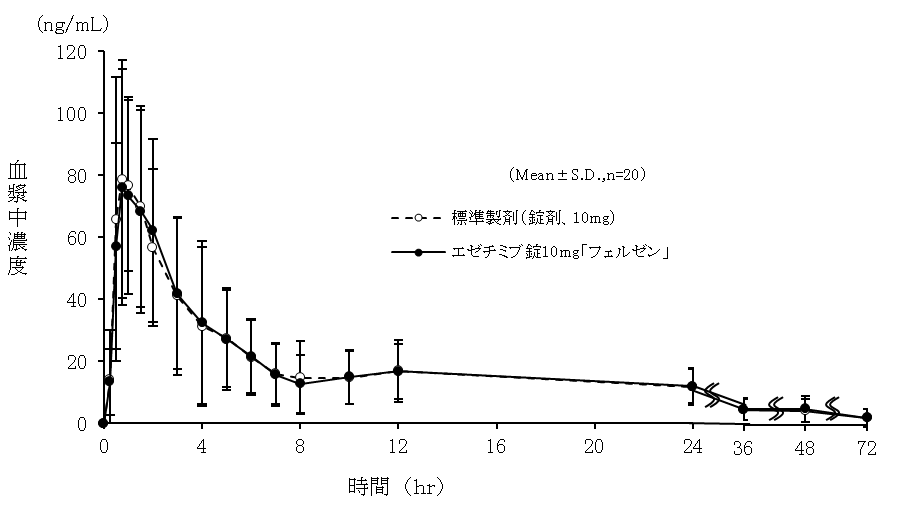 (ng/mL)
120
100
80
60
40
20
0
血漿中濃度
(Mean±S.D.,n=20)
標準製剤(錠剤、10mg)
エゼチミブ錠10mg「フェルゼン」
0 4 8 12 16 20 24 36 48 72
時間 (hr)